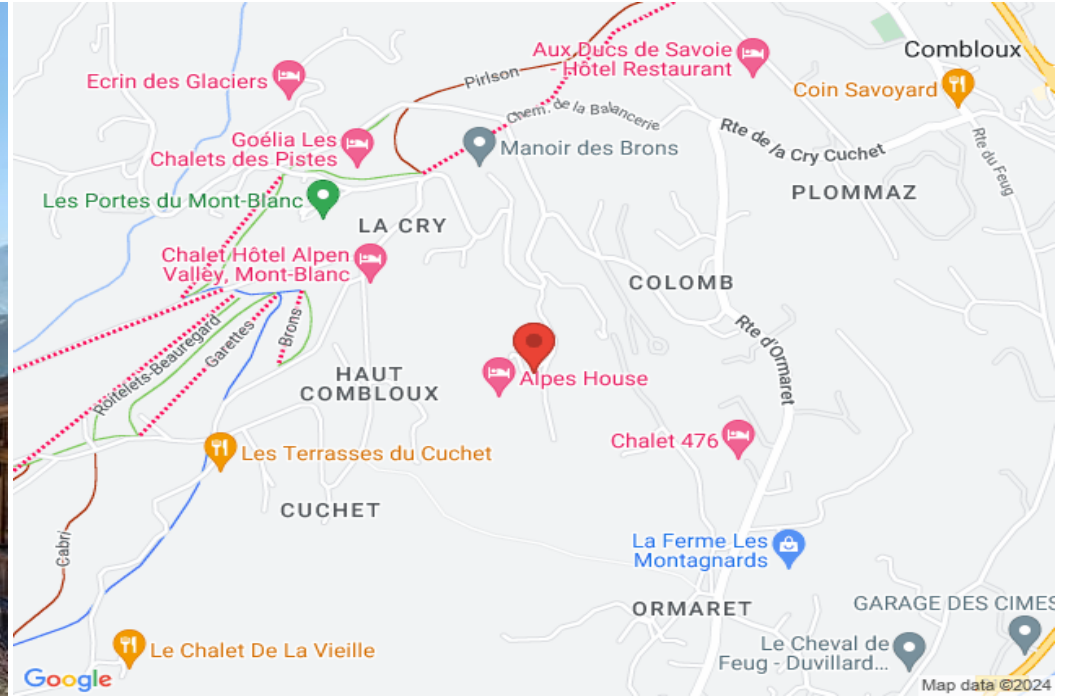 Combloux
Aux Ducs de Savoie
- Hôtel Restaurant
Ecrin des Glaciers
Pirlson
Coin Savoyard
Chem. de la Balancerie
Rte de la Cry Cuchet
Rte du Feug
Goélia Les
Chalets des Pistes
Manoir des Brons
PLOMMAZ
Les Portes du Mont-Blanc
LA CRY
Chalet Hôtel Alpen
Valley, Mont-Blanc
COLOMB
Roitelets-Beauregard
Garettes
Brons
Rte d'Ormaret
HAUT
COMBLOUX
Alpes House
Chalet 476
Les Terrasses du Cuchet
CUCHET
Cabri
La Ferme Les
Montagnards
ORMARET
GARAGE DES CIMES
Le Cheval de
Feug - Duvillard...
Le Chalet De La Vieille
Google
Map data ©2024